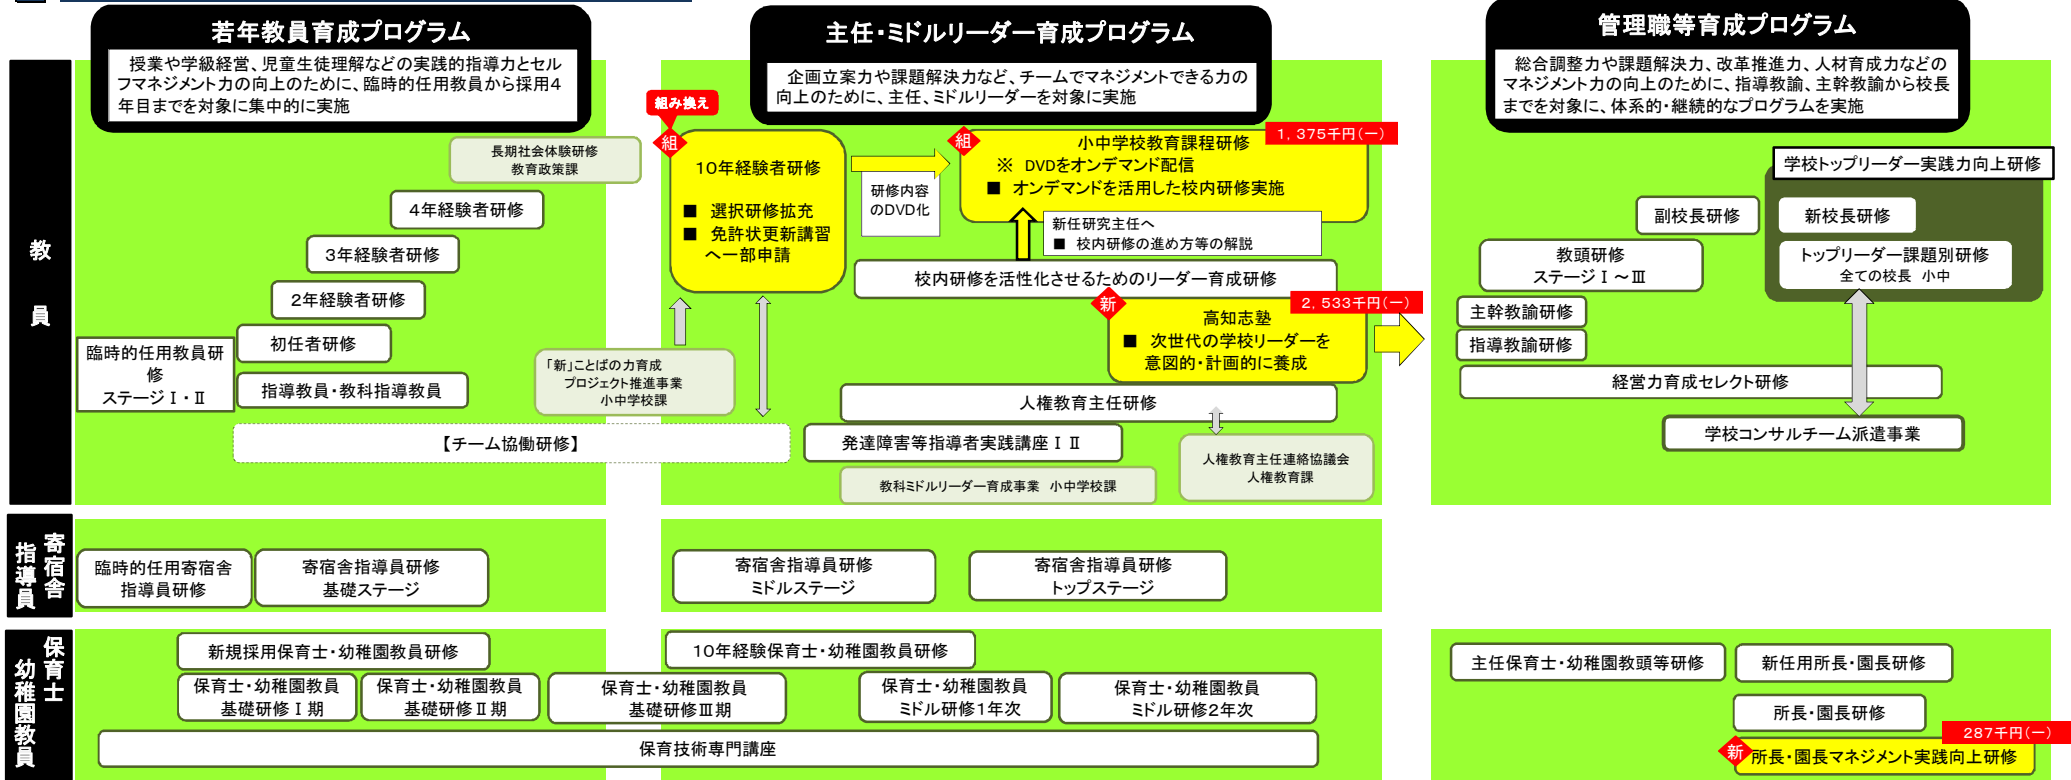 若年教員育成プログラム
授業や学級経営、児童生徒理解などの実践的指導力とセル
フマネジメント力の向上のために、臨時的任用教員から採用4
年目までを対象に集中的に実施
主任・ミドルリーダー育成プログラム
企画立案力や課題解決力など、チームでマネジメントできる力の
向上のために、主任、ミドルリーダーを対象に実施
管理職等育成プログラム
総合調整力や課題解決力、改革推進力、人材育成力などの
マネジメント力の向上のために、指導教諭、主幹教諭から校長
までを対象に、体系的・継続的なプログラムを実施
教員
長期社会体験研修
教育政策課
4年経験者研修
3年経験者研修
2年経験者研修
初任者研修
臨時的任用教員研
修
ステージⅠ・Ⅱ
指導教員・教科指導教員
「新」ことばの力育成
プロジェクト推進事業
小中学校課
【チーム協働研修】
組み換え
組
10年経験者研修
■ 選択研修拡充
■ 免許状更新講習
へ一部申請
研修内容
のDVD化
組
1,375千円(－)
小中学校教育課程研修
※ DVDをオンデマンド配信
■ オンデマンドを活用した校内研修実施
新任研究主任へ
■ 校内研修の進め方等の解説
校内研修を活性化させるためのリーダー育成研修
新
2,533千円(－)
高知志塾
■ 次世代の学校リーダーを
意図的・計画的に養成
人権教育主任研修
発達障害等指導者実践講座ⅠⅡ
人権教育主任連絡協議会
人権教育課
教科ミドルリーダー育成事業 小中学校課
学校トップリーダー実践力向上研修
副校長研修
新校長研修
教頭研修
ステージⅠ～Ⅲ
トップリーダー課題別研修
全ての校長 小中
主幹教諭研修
指導教諭研修
経営力育成セレクト研修
学校コンサルチーム派遣事業
寄宿舎
指導員
臨時的任用寄宿舎
指導員研修
寄宿舎指導員研修
基礎ステージ
寄宿舎指導員研修
ミドルステージ
寄宿舎指導員研修
トップステージ
保育士
幼稚園教員
新規採用保育士・幼稚園教員研修
10年経験保育士・幼稚園教員研修
保育士・幼稚園教員
基礎研修Ⅰ期
保育士・幼稚園教員
基礎研修Ⅱ期
保育士・幼稚園教員
基礎研修Ⅲ期
保育士・幼稚園教員
ミドル研修1年次
保育士・幼稚園教員
ミドル研修2年次
保育技術専門講座
主任保育士・幼稚園教頭等研修
新任用所長・園長研修
所長・園長研修
287千円(－)
新
所長・園長マネジメント実践向上研修